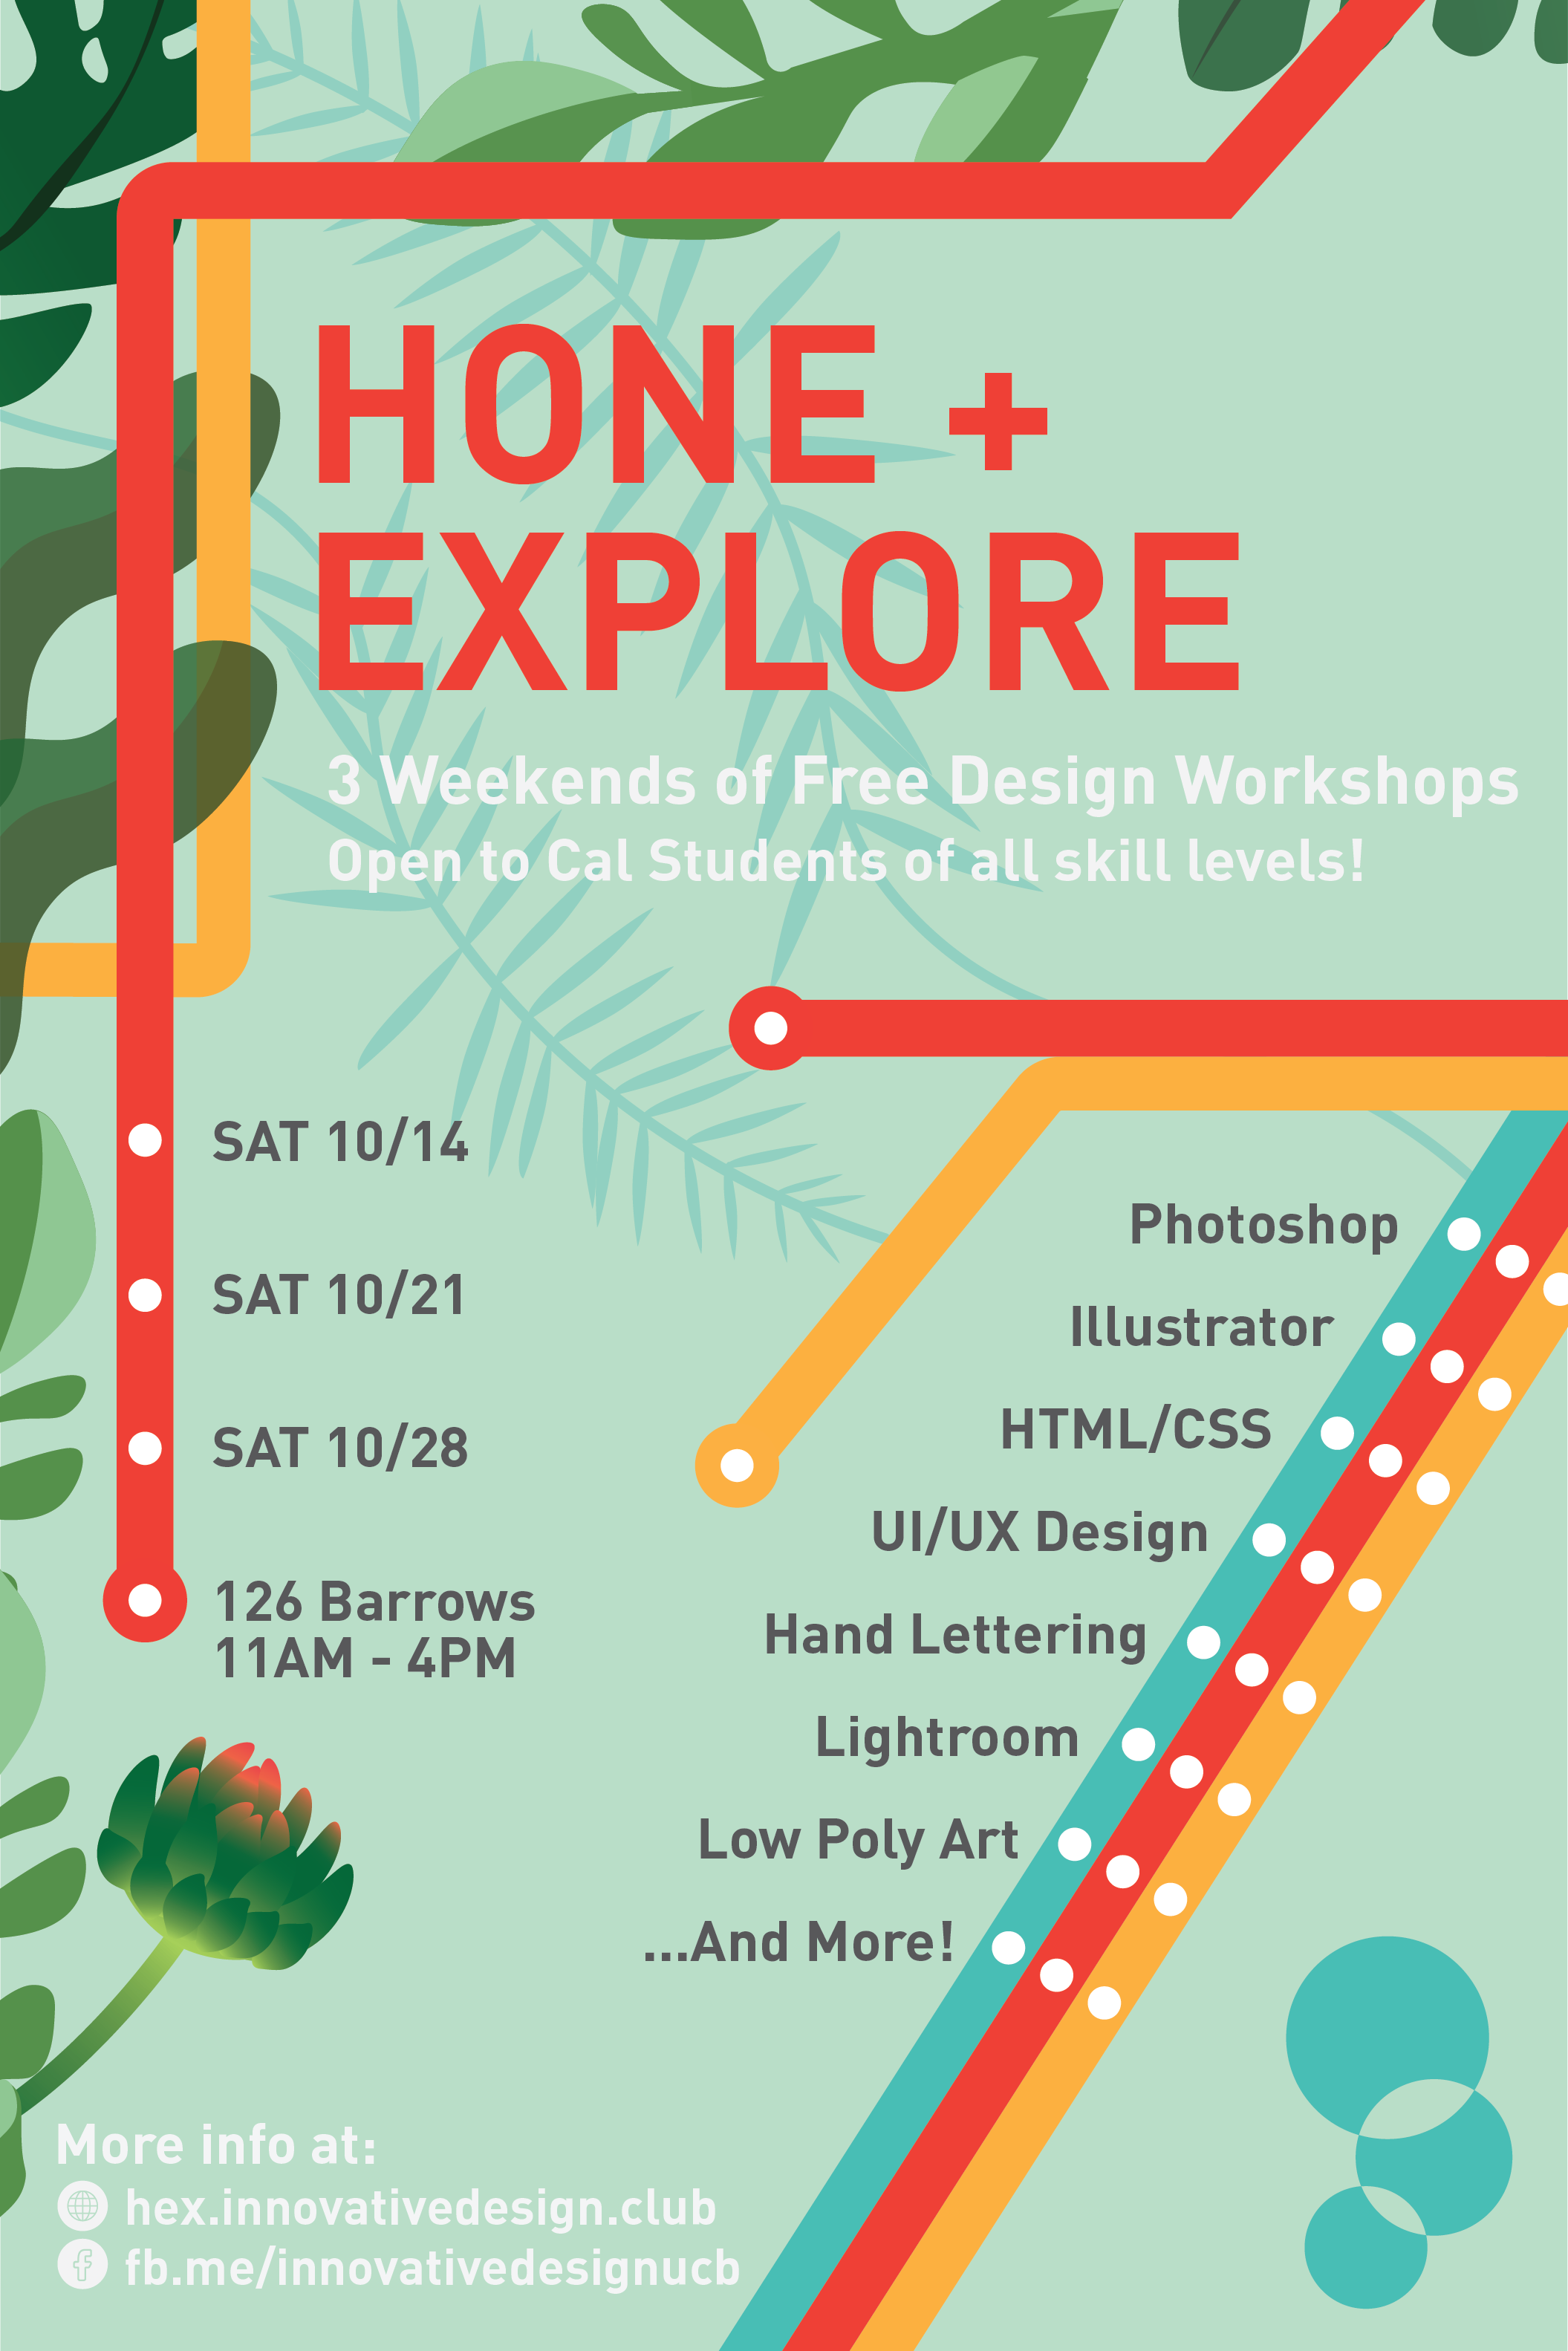 HONE +
EXPLORE
3 Weekends of Free Design Workshops
Open to Cal Students of all skill levels!
SAT 10/14
SAT 10/21
SAT 10/28
126 Barrows
11AM - 4PM
Photoshop
Illustrator
HTML/CSS
UI/UX Design
Hand Lettering
Lightroom
Low Poly Art
...And More!
More info at:
hex.innovativedesign.club
fb.me/innovativedesignucb